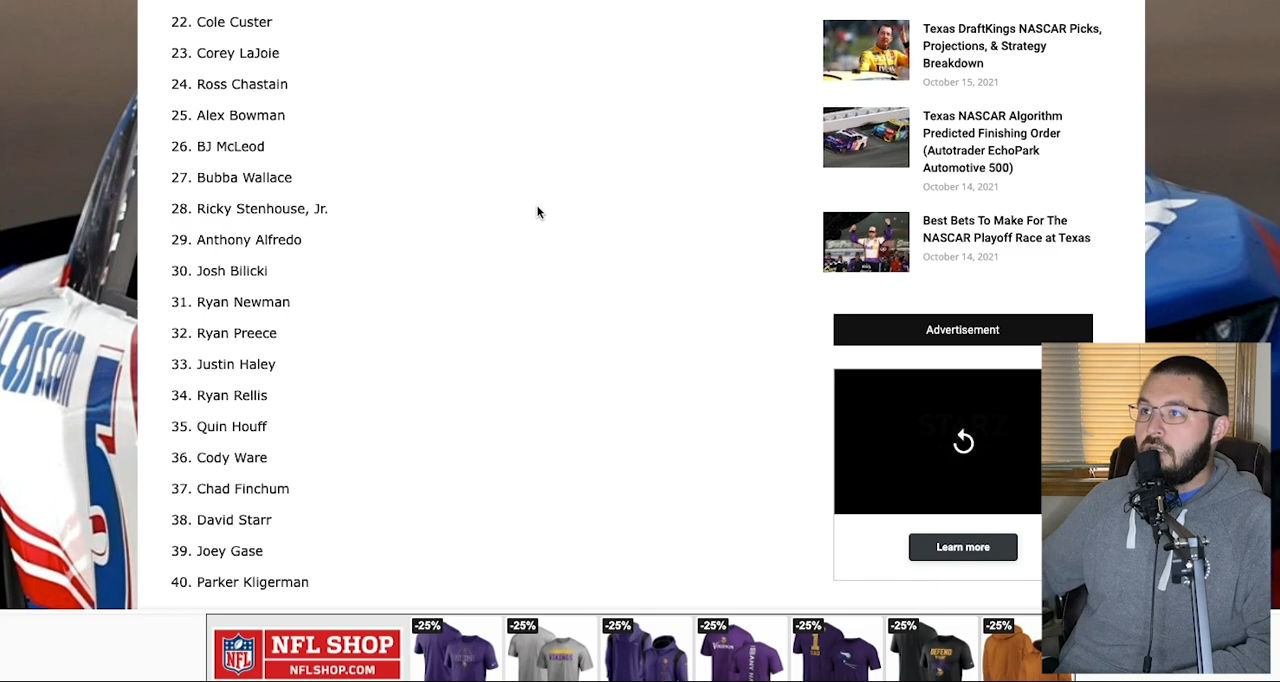 22. Cole Custer
23. Corey LaJoie
24. Ross Chastain
25. Alex Bowman
26. BJ McLeod
27. Bubba Wallace
28. Ricky Stenhouse, Jr.
29. Anthony Alfredo
30. Josh Bilicki
31. Ryan Newman
32. Ryan Preece
33. Justin Haley
34. Ryan Rellis
35. Quin Houff
36. Cody Ware
37. Chad Finchum
38. David Starr
39. Joey Gase
40. Parker Kligerman
Texas DraftKings NASCAR Picks,
Projections, & Strategy
Breakdown
October 15, 2021
Texas NASCAR Algorithm
Predicted Finishing Order
(Autotrader EchoPark
Automotive 500)
October 14, 2021
Best Bets To Make For The
NASCAR Playoff Race at Texas
October 14, 2021
Advertisement
STARZ
Learn more
NFL
NFL SHOP
NFLSHOP.COM
-25%
-25%
-25%
-25%
-25%
-25%
-25%
VIKINGS
DEFEND